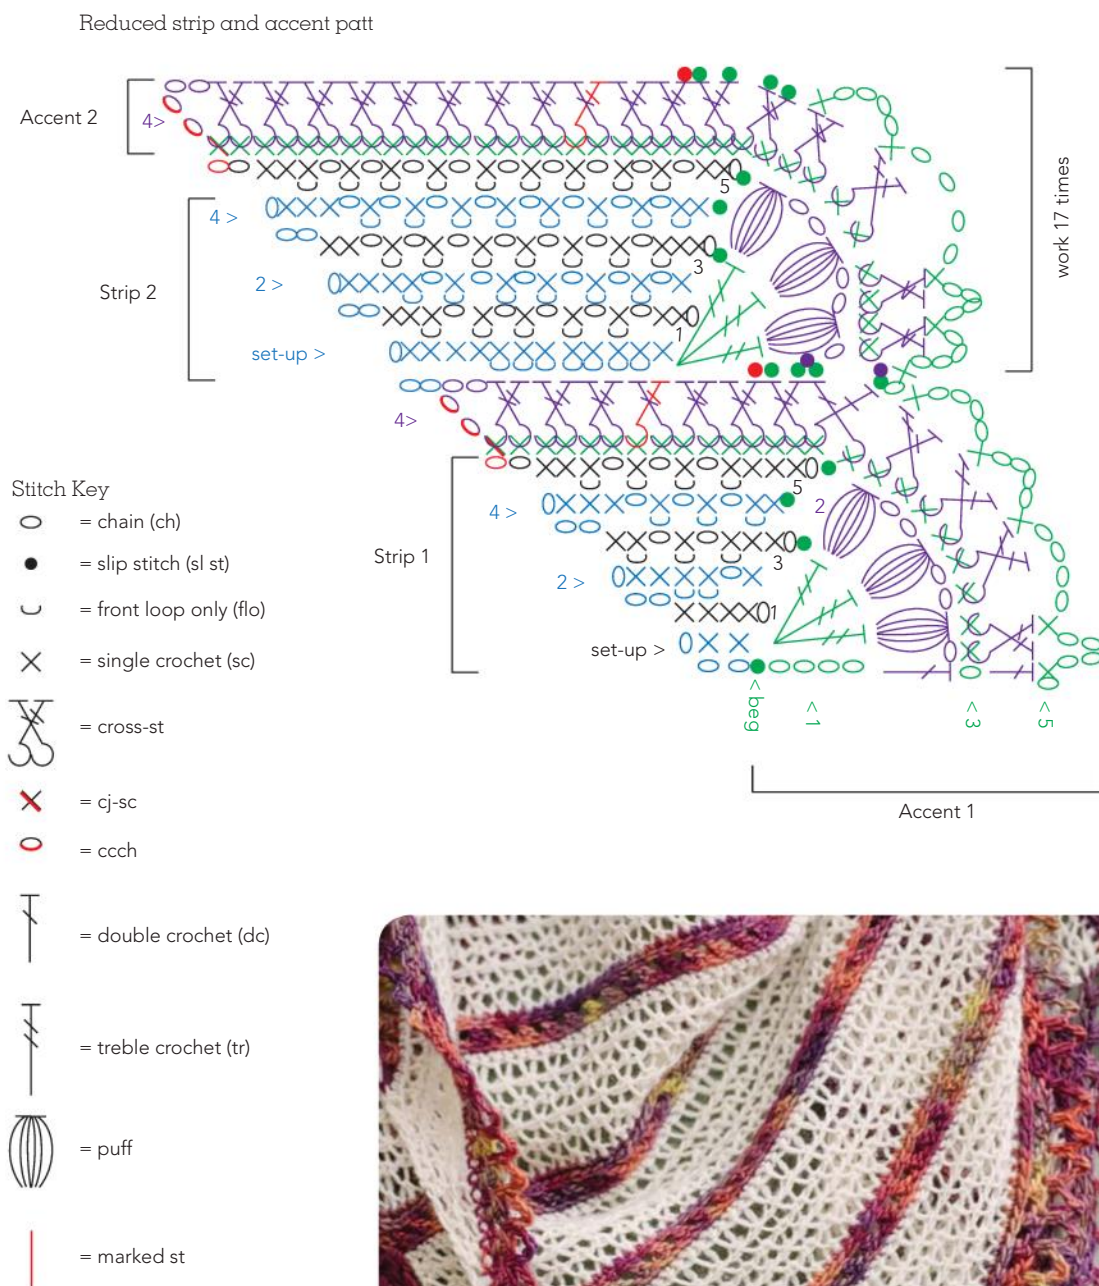 Reduced strip and accent patt
Accent 2
4>
5
4 >
3
Strip 2
2 >
1
set-up >
work 17 times
4>
Stitch Key
= chain (ch)
= slip stitch (sl st)
= front loop only (flo)
= single crochet (sc)
= cross-st
= cj-sc
= ccch
= double crochet (dc)
= treble crochet (tr)
= puff
= marked st
5
4 >
2
Strip 1
3
2 >
1
set-up >
< beg
< 1
< 3
< 5
Accent 1